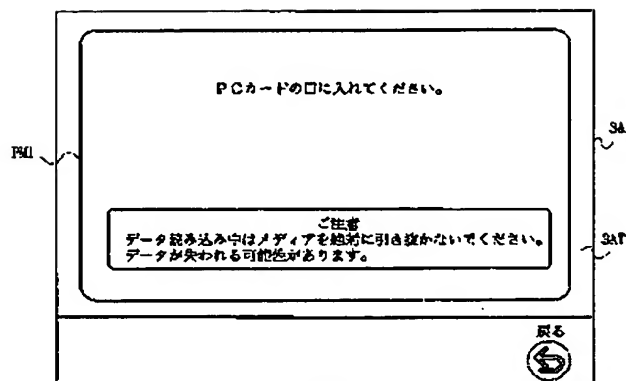 PCカードの口に入れてください。
SA
PM1
ご注意
データ読み込み中はメディアを絶対に引き抜かないでください。
データが失われる可能性があります。
SAT
戻る